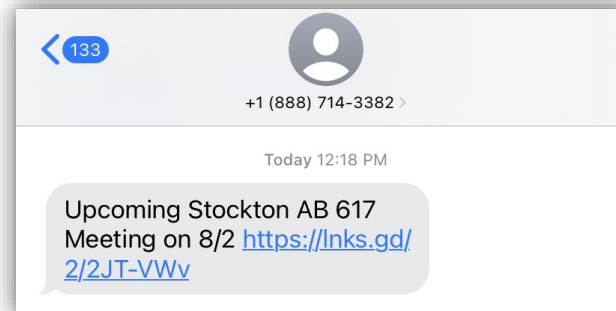 133
+1 (888) 714-3382
Today 12:18 PM
Upcoming Stockton AB 617
Meeting on 8/2 https://lnks.gd/
2/2JT-VWv